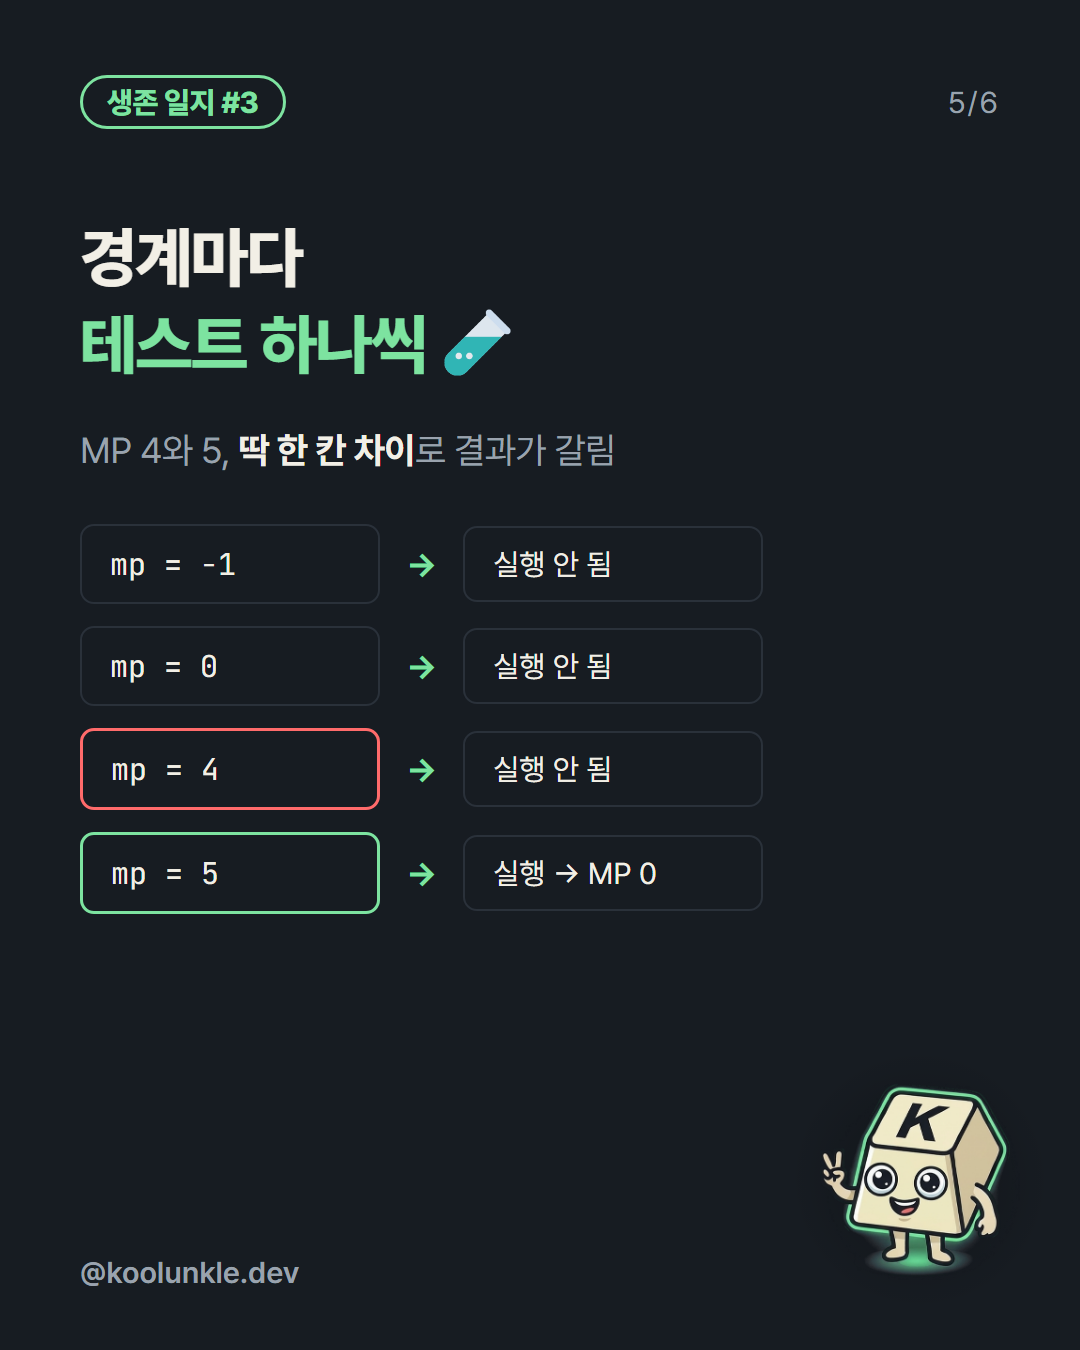 생존 일지 #3
5/6
경계마다
테스트 하나씩
MP 4와 5, 딱 한 칸 차이로 결과가 갈림
mp = -1 → 실행 안 됨
mp = 0 → 실행 안 됨
mp = 4 → 실행 안 됨
mp = 5 → 실행 → MP 0
K
@koolunkle.dev